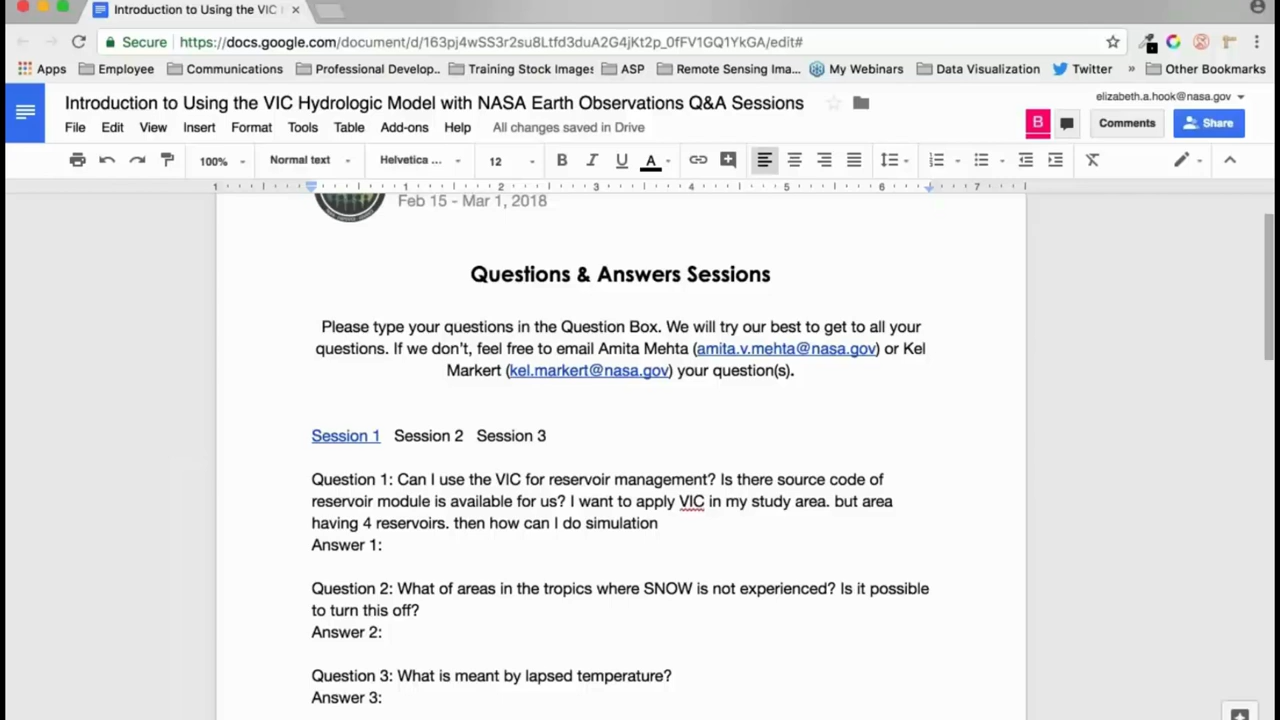 Introduction to Using the VIC
Secure https://docs.google.com/document/d/163pj4wSS3r2su8Ltfd3duA2G4jKt2p_0fFV1GQ1YkGA/edit#
Apps Employee Communications Professional Develop.. Training Stock Images ASP Remote Sensing Ima... My Webinars Data Visualization Twitter » Other Bookmarks
Introduction to Using the VIC Hydrologic Model with NASA Earth Observations Q&A Sessions
elizabeth.a.hook@nasa.gov
File Edit View Insert Format Tools Table Add-ons Help All changes saved in Drive
B Comments Share
100% Normal text Helvetica ... 12 B I U A
1 1 2 3 4 5 6 7
Feb 15 - Mar 1, 2018
Questions & Answers Sessions
Please type your questions in the Question Box. We will try our best to get to all your
questions. If we don't, feel free to email Amita Mehta (amita.v.mehta@nasa.gov) or Kel
Markert (kel.markert@nasa.gov) your question(s).
Session 1 Session 2 Session 3
Question 1: Can I use the VIC for reservoir management? Is there source code of
reservoir module is available for us? I want to apply VIC in my study area. but area
having 4 reservoirs. then how can I do simulation
Answer 1:
Question 2: What of areas in the tropics where SNOW is not experienced? Is it possible
to turn this off?
Answer 2:
Question 3: What is meant by lapsed temperature?
Answer 3: